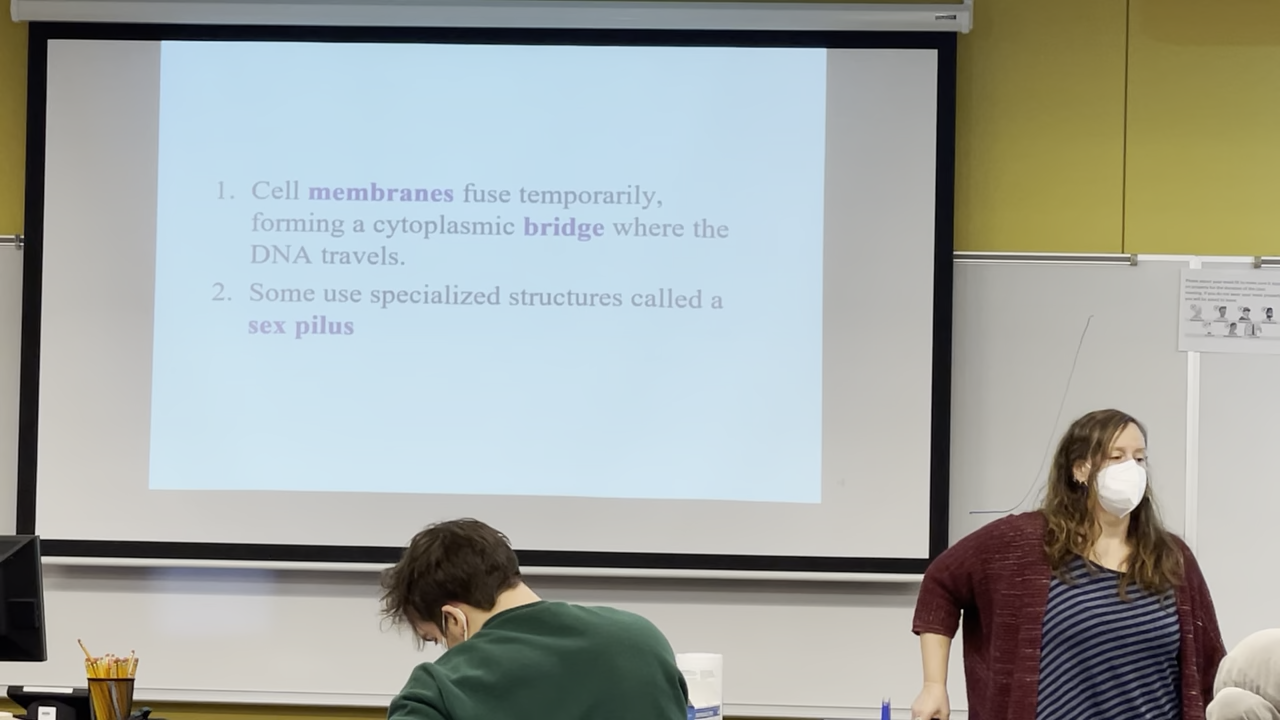 1. Cell membranes fuse temporarily,
forming a cytoplasmic bridge where the
DNA travels.
2. Some use specialized structures called a
sex pilus